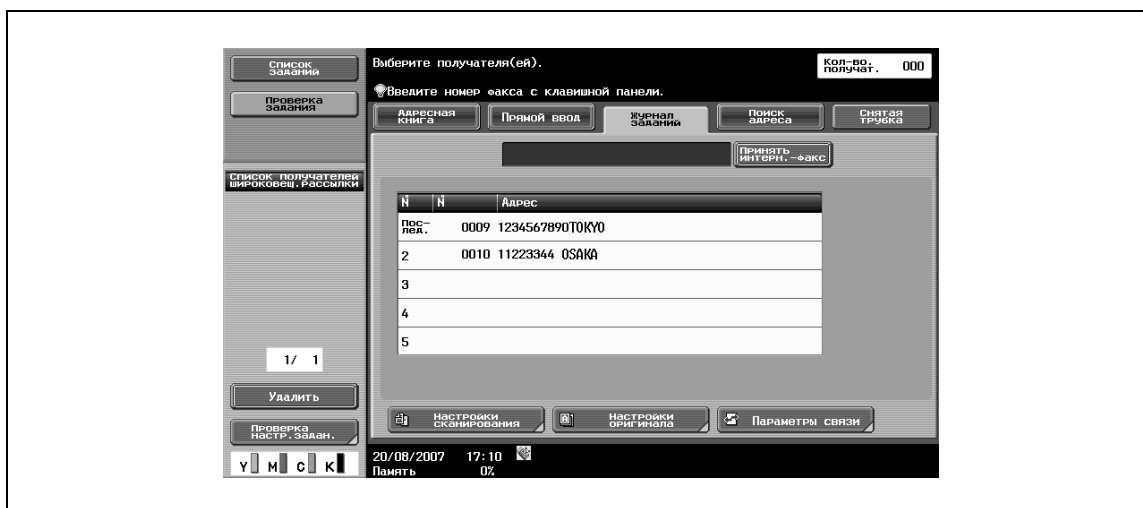 Список
заданий
Проверка
задания
Список получателей
широковещ.рассылки
1/ 1
Удалить
Проверка
настр.задан.
Y M C K
Выберите получателя(ей).
Кол-во.
получат. 000
Введите номер факса с клавишной панели.
Адресная
книга
Прямой ввод
Журнал
заданий
Поиск
адреса
Снятая
трубка
Принять
интерн.-факс
N N Адрес
Пос-
лед. 0009 1234567890TOKYO
2 0010 11223344 OSAKA
3
4
5
Настройки
сканирования
Настройки
оригинала
Параметры связи
20/08/2007 17:10
Память 0%